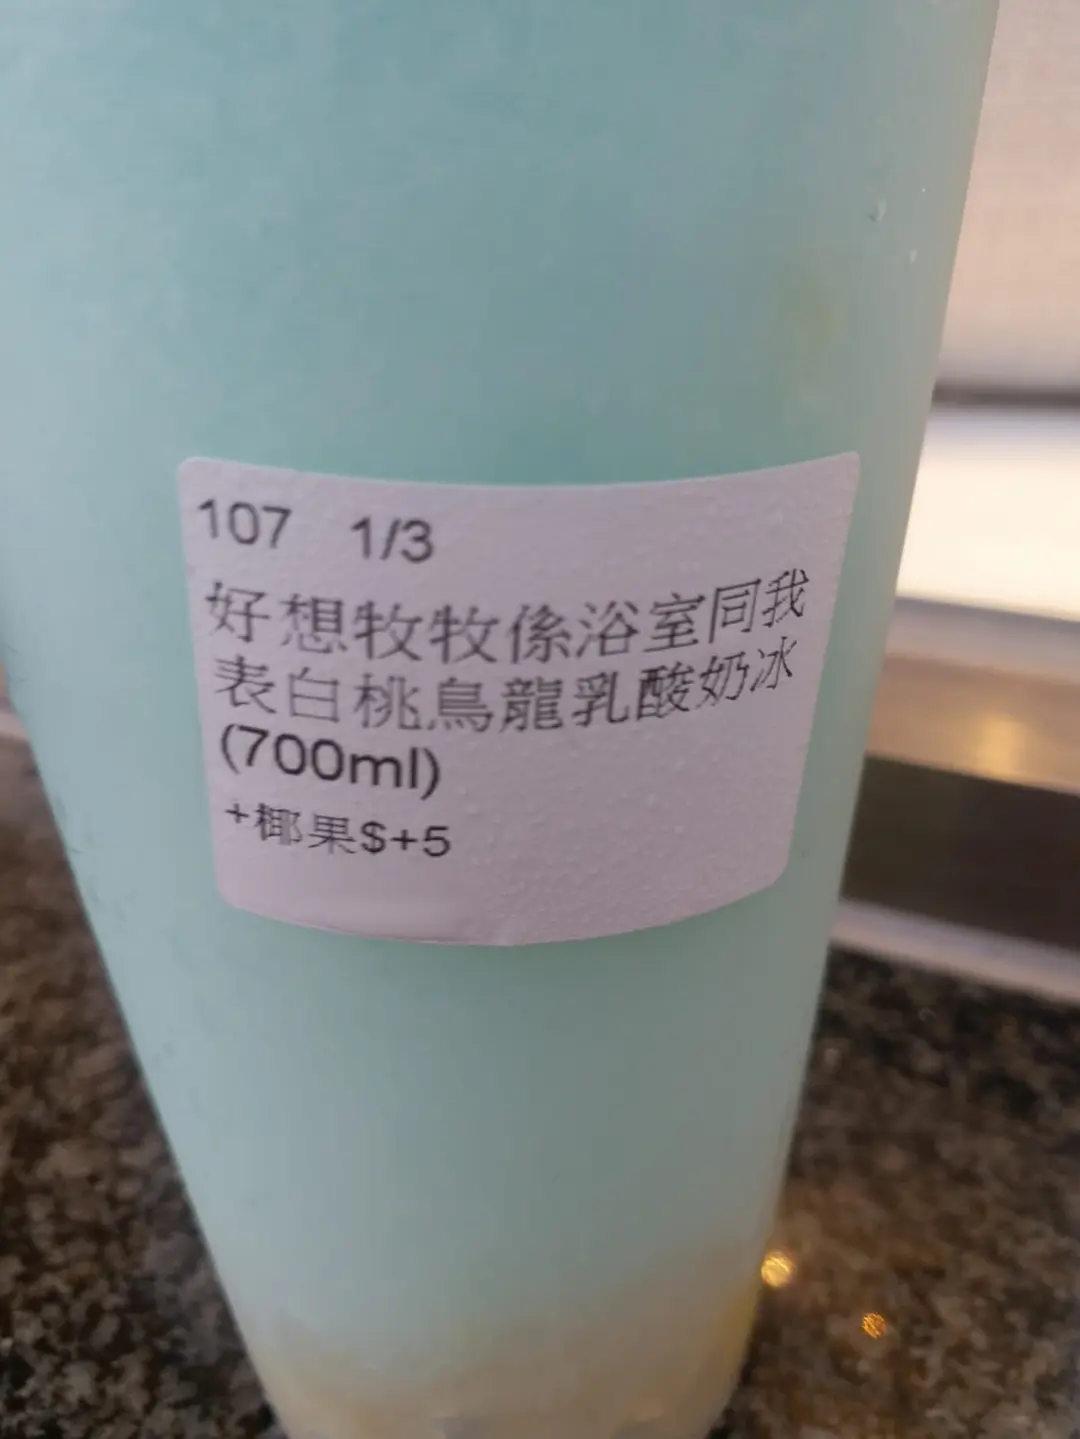 107 1/3
好想牧牧係浴室同我
表白桃烏龍乳酸奶冰
(700ml)
+椰果$+5